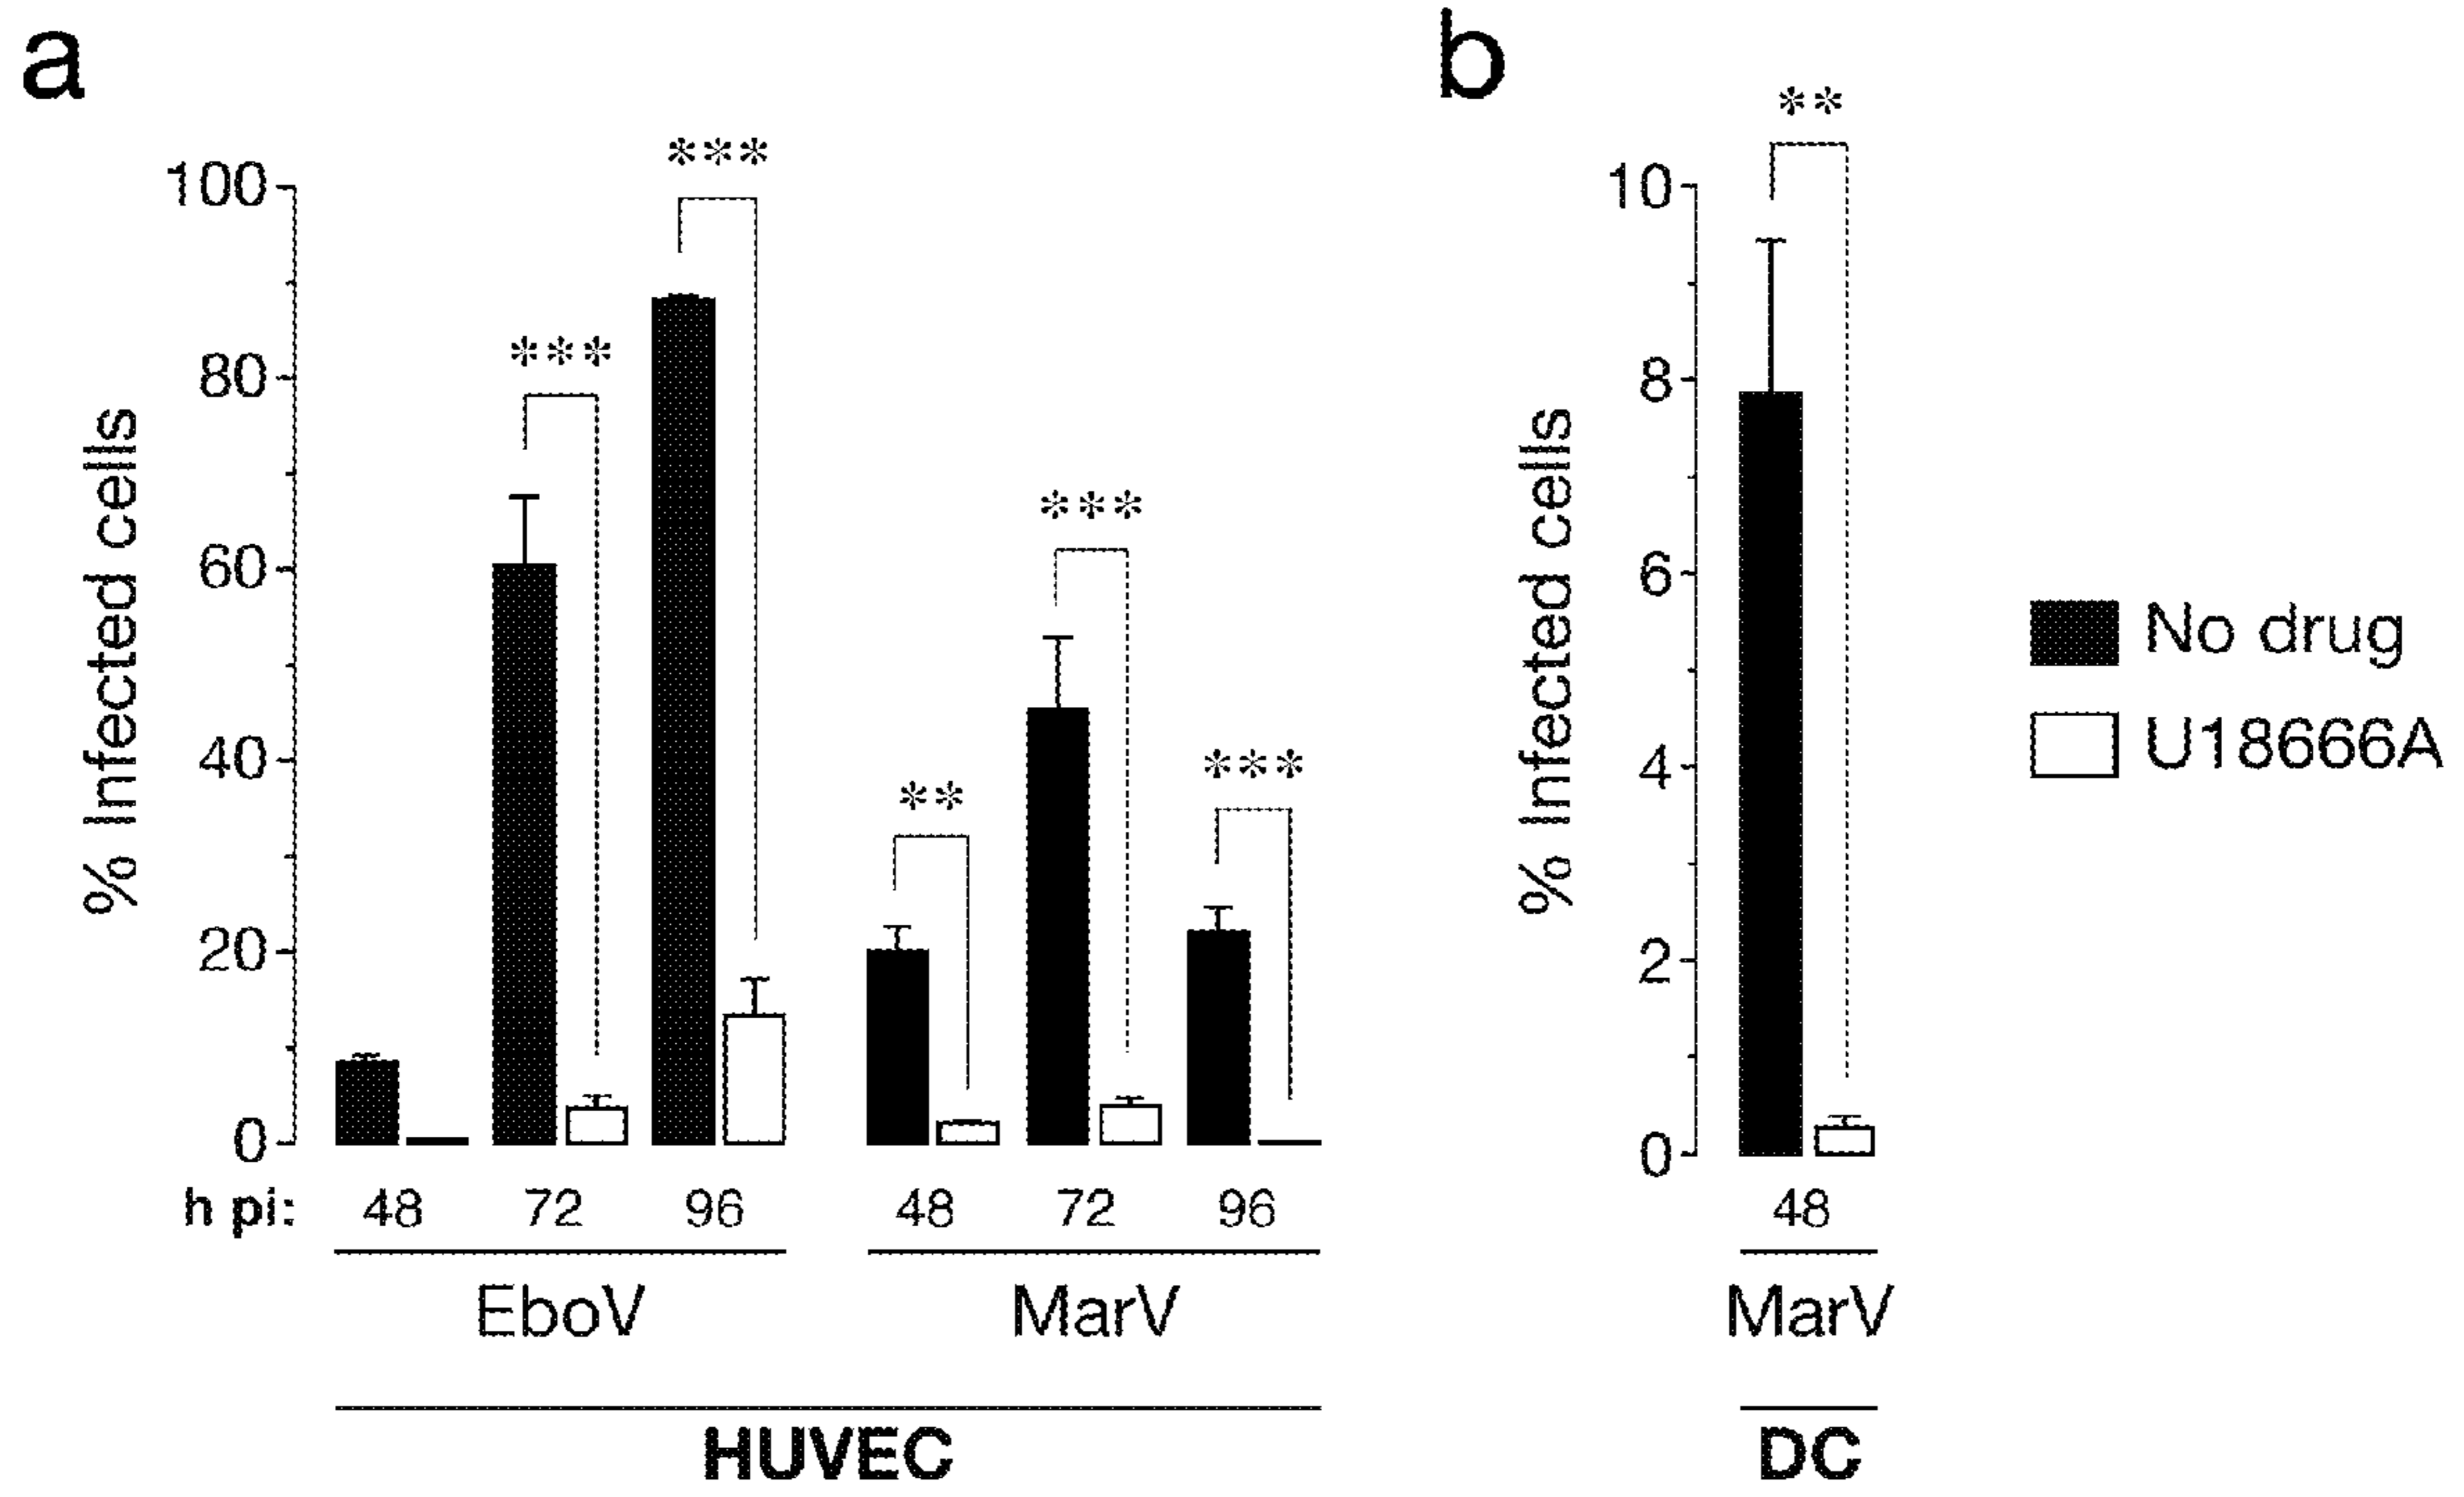 a
% Infected cells
100
80
60
40
20
0
***
***
**
***
***
h pi: 48 72 96 48 72 96
EboV MarV
HUVEC
b
% Infected cells
10
8
6
4
2
0
**
48
MarV
DC
No drug
U18666A